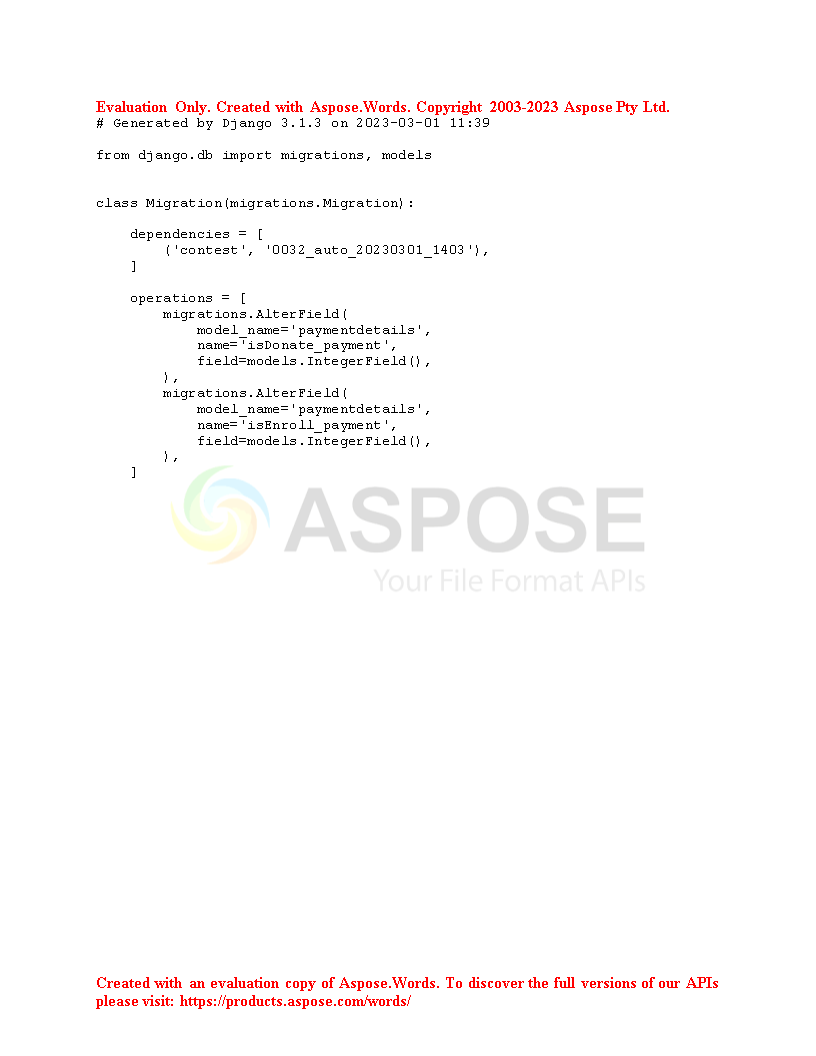 Evaluation Only. Created with Aspose.Words. Copyright 2003-2023 Aspose Pty Ltd.
# Generated by Django 3.1.3 on 2023-03-01 11:39

from django.db import migrations, models


class Migration(migrations.Migration):

    dependencies = [
        ('contest', '0032_auto_20230301_1403'),
    ]

    operations = [
        migrations.AlterField(
            model_name='paymentdetails',
            name='isDonate_payment',
            field=models.IntegerField(),
        ),
        migrations.AlterField(
            model_name='paymentdetails',
            name='isEnroll_payment',
            field=models.IntegerField(),
        ),
    ]
ASPOSE
Your File Format APIs
Created with an evaluation copy of Aspose.Words. To discover the full versions of our APIs
please visit: https://products.aspose.com/words/